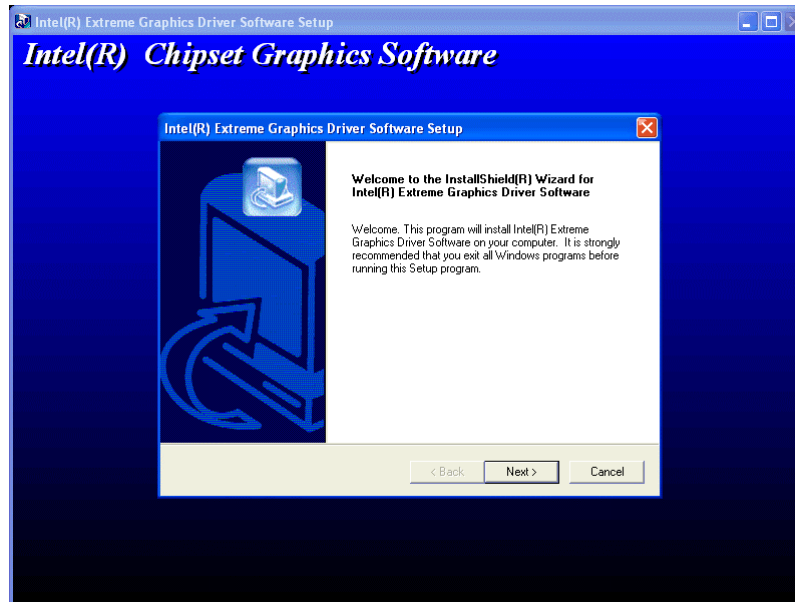 Intel(R) Extreme Graphics Driver Software Setup
Intel(R) Chipset Graphics Software
Intel(R) Extreme Graphics Driver Software Setup
Welcome to the InstallShield(R) Wizard for
Intel(R) Extreme Graphics Driver Software
Welcome. This program will install Intel(R) Extreme
Graphics Driver Software on your computer. It is strongly
recommended that you exit all Windows programs before
running this Setup program.
< Back Next > Cancel